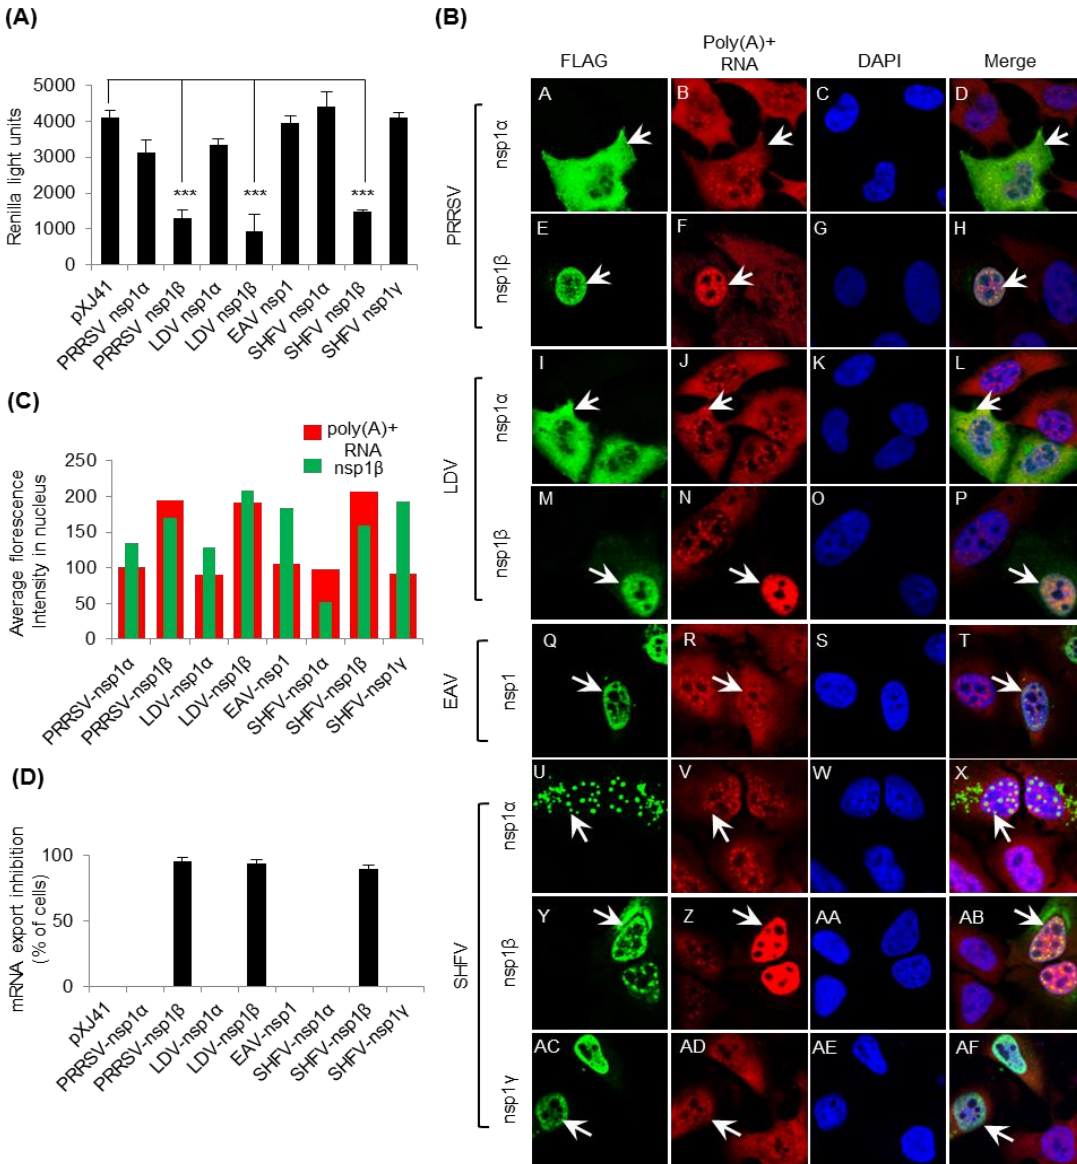 (A)
5000
4000
3000
2000
1000
0
Renilla light units
***
***
***
pXJ41
PRRSV nsp1α
PRRSV nsp1β
LDV nsp1α
LDV nsp1β
EAV nsp1
SHFV nsp1α
SHFV nsp1β
SHFV nsp1γ
(C)
poly(A)+
RNA
nsp1β
250
200
150
100
50
0
Average florescence
Intensity in nucleus
PRRSV-nsp1α
PRRSV-nsp1β
LDV-nsp1α
LDV-nsp1β
EAV-nsp1
SHFV-nsp1α
SHFV-nsp1β
SHFV-nsp1γ
(D)
100
50
0
mRNA export inhibition
(% of cells)
pXJ41
PRRSV-nsp1α
PRRSV-nsp1β
LDV-nsp1α
LDV-nsp1β
EAV-nsp1
SHFV-nsp1α
SHFV-nsp1β
SHFV-nsp1γ
(B)
FLAG
Poly(A)+
RNA
DAPI
Merge
PRRSV
nsp1α
A
B
C
D
nsp1β
E
F
G
H
LDV
nsp1α
I
J
K
L
nsp1β
M
N
O
P
EAV
nsp1
Q
R
S
T
SHFV
nsp1α
U
V
W
X
nsp1β
Y
Z
AA
AB
nsp1γ
AC
AD
AE
AF